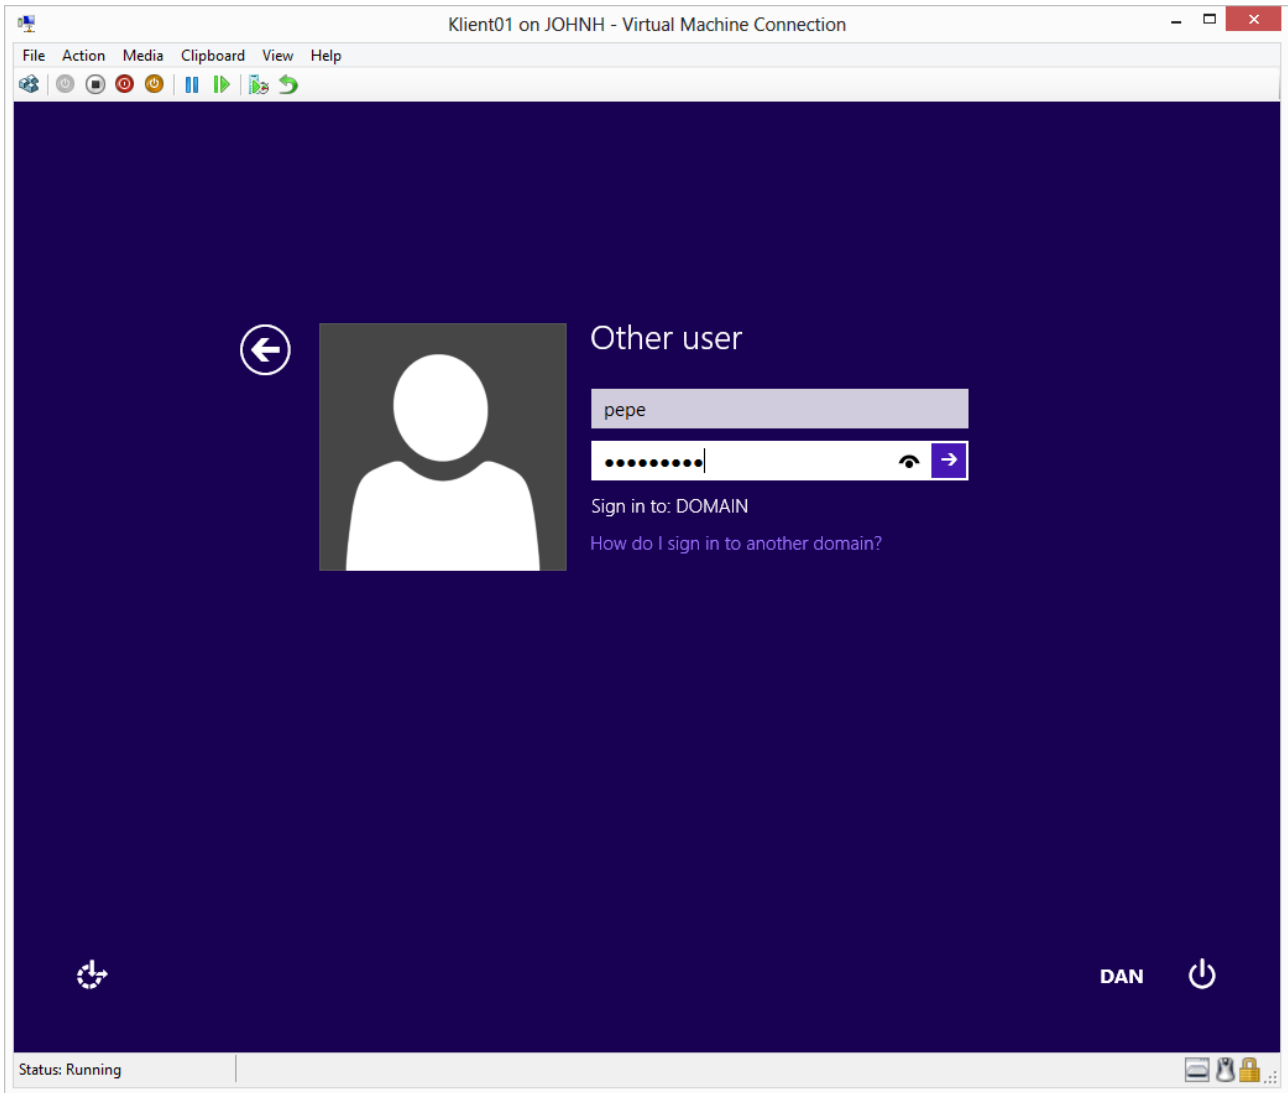 Klient01 on JOHNH - Virtual Machine Connection
File Action Media Clipboard View Help
Other user
pepe
•••••••••
Sign in to: DOMAIN
How do I sign in to another domain?
DAN
Status: Running